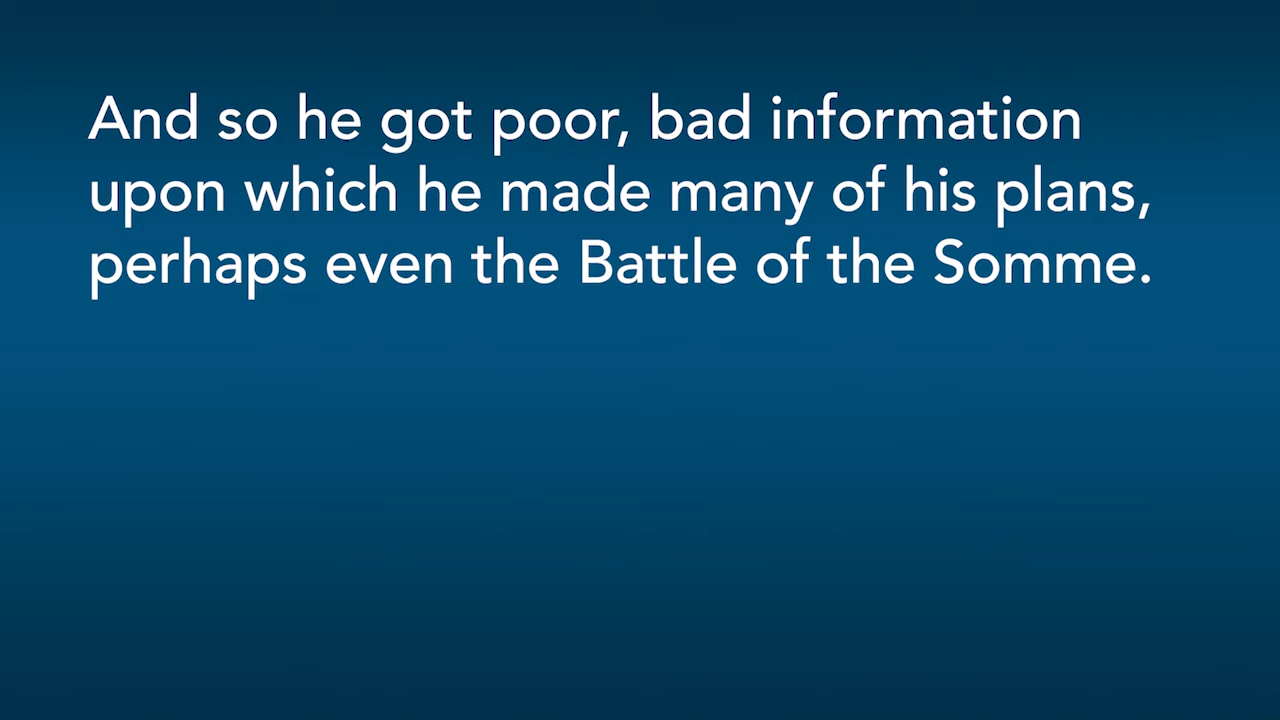 And so he got poor, bad information
upon which he made many of his plans,
perhaps even the Battle of the Somme.